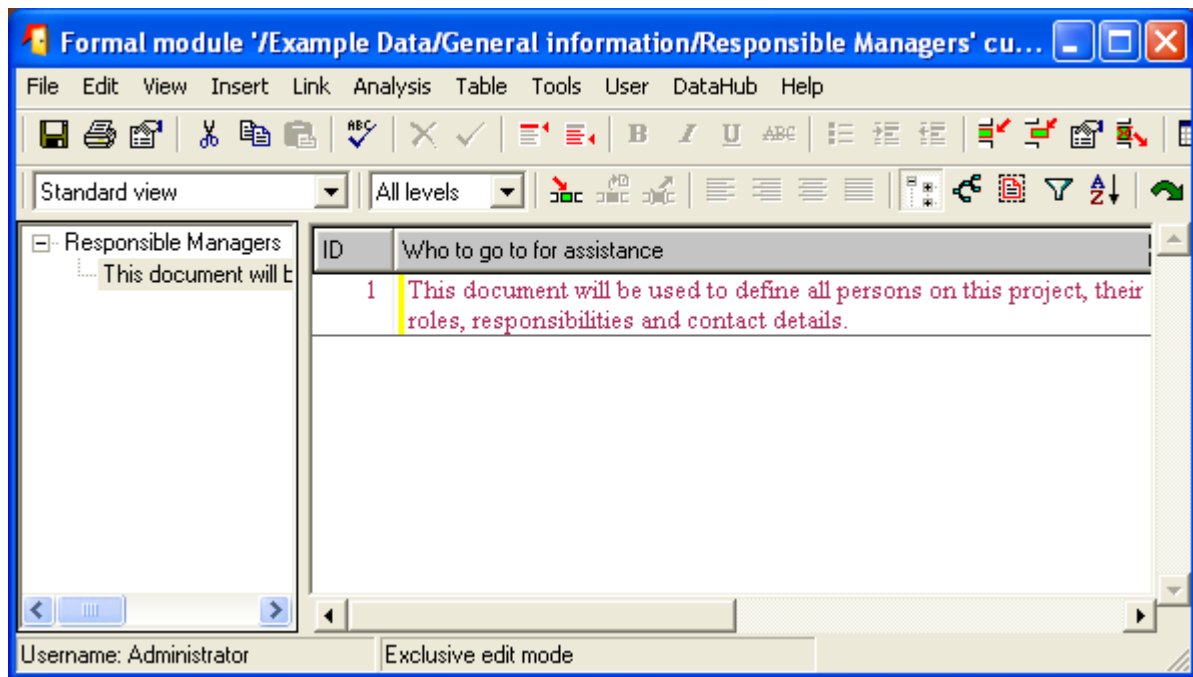 Formal module '/Example Data/General information/Responsible Managers' cu...
File Edit View Insert Link Analysis Table Tools User DataHub Help
ABC B I U ABC
Standard view All levels A Z
Responsible Managers
This document will b
ID Who to go to for assistance
1 This document will be used to define all persons on this project, their
roles, responsibilities and contact details.
Username: Administrator Exclusive edit mode